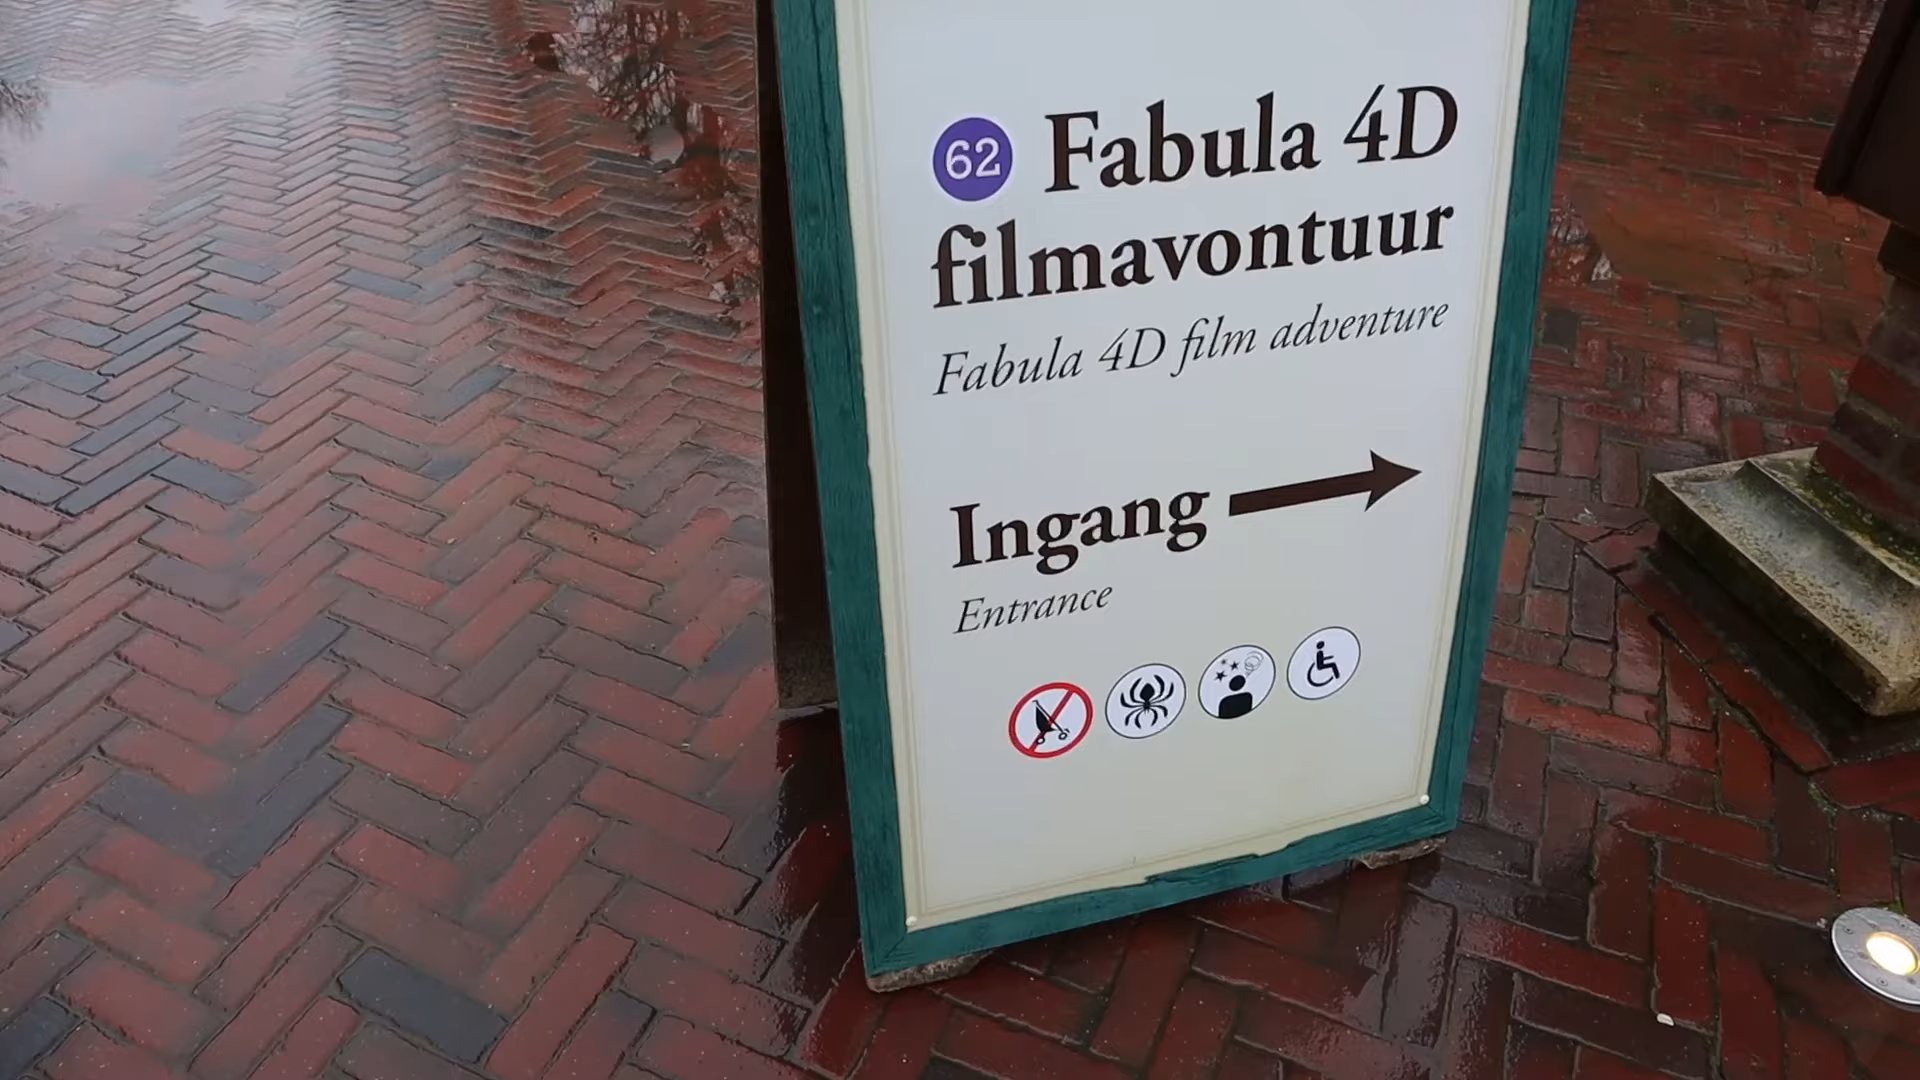 62 Fabula 4D
filmavontuur
Fabula 4D film adventure
Ingang
Entrance